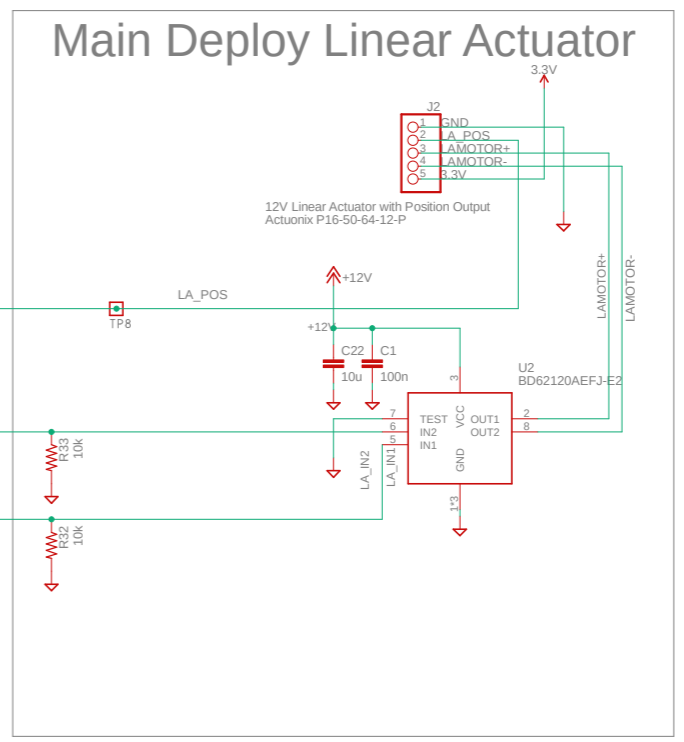 Main Deploy Linear Actuator
3.3V
J2
1 GND
2 LA_POS
3 LAMOTOR+
4 LAMOTOR-
5 3.3V
12V Linear Actuator with Position Output
Actuonix P16-50-64-12-P
LAMOTOR+
LAMOTOR-
+12V
LA_POS
TP8
+12V
C22
10u
C1
100n
U2
BD62120AEFJ-E2
3
VCC
7 TEST
6 IN2
5 IN1
OUT1 2
OUT2 8
GND
1*3
LA_IN2
LA_IN1
R33
10k
R32
10k